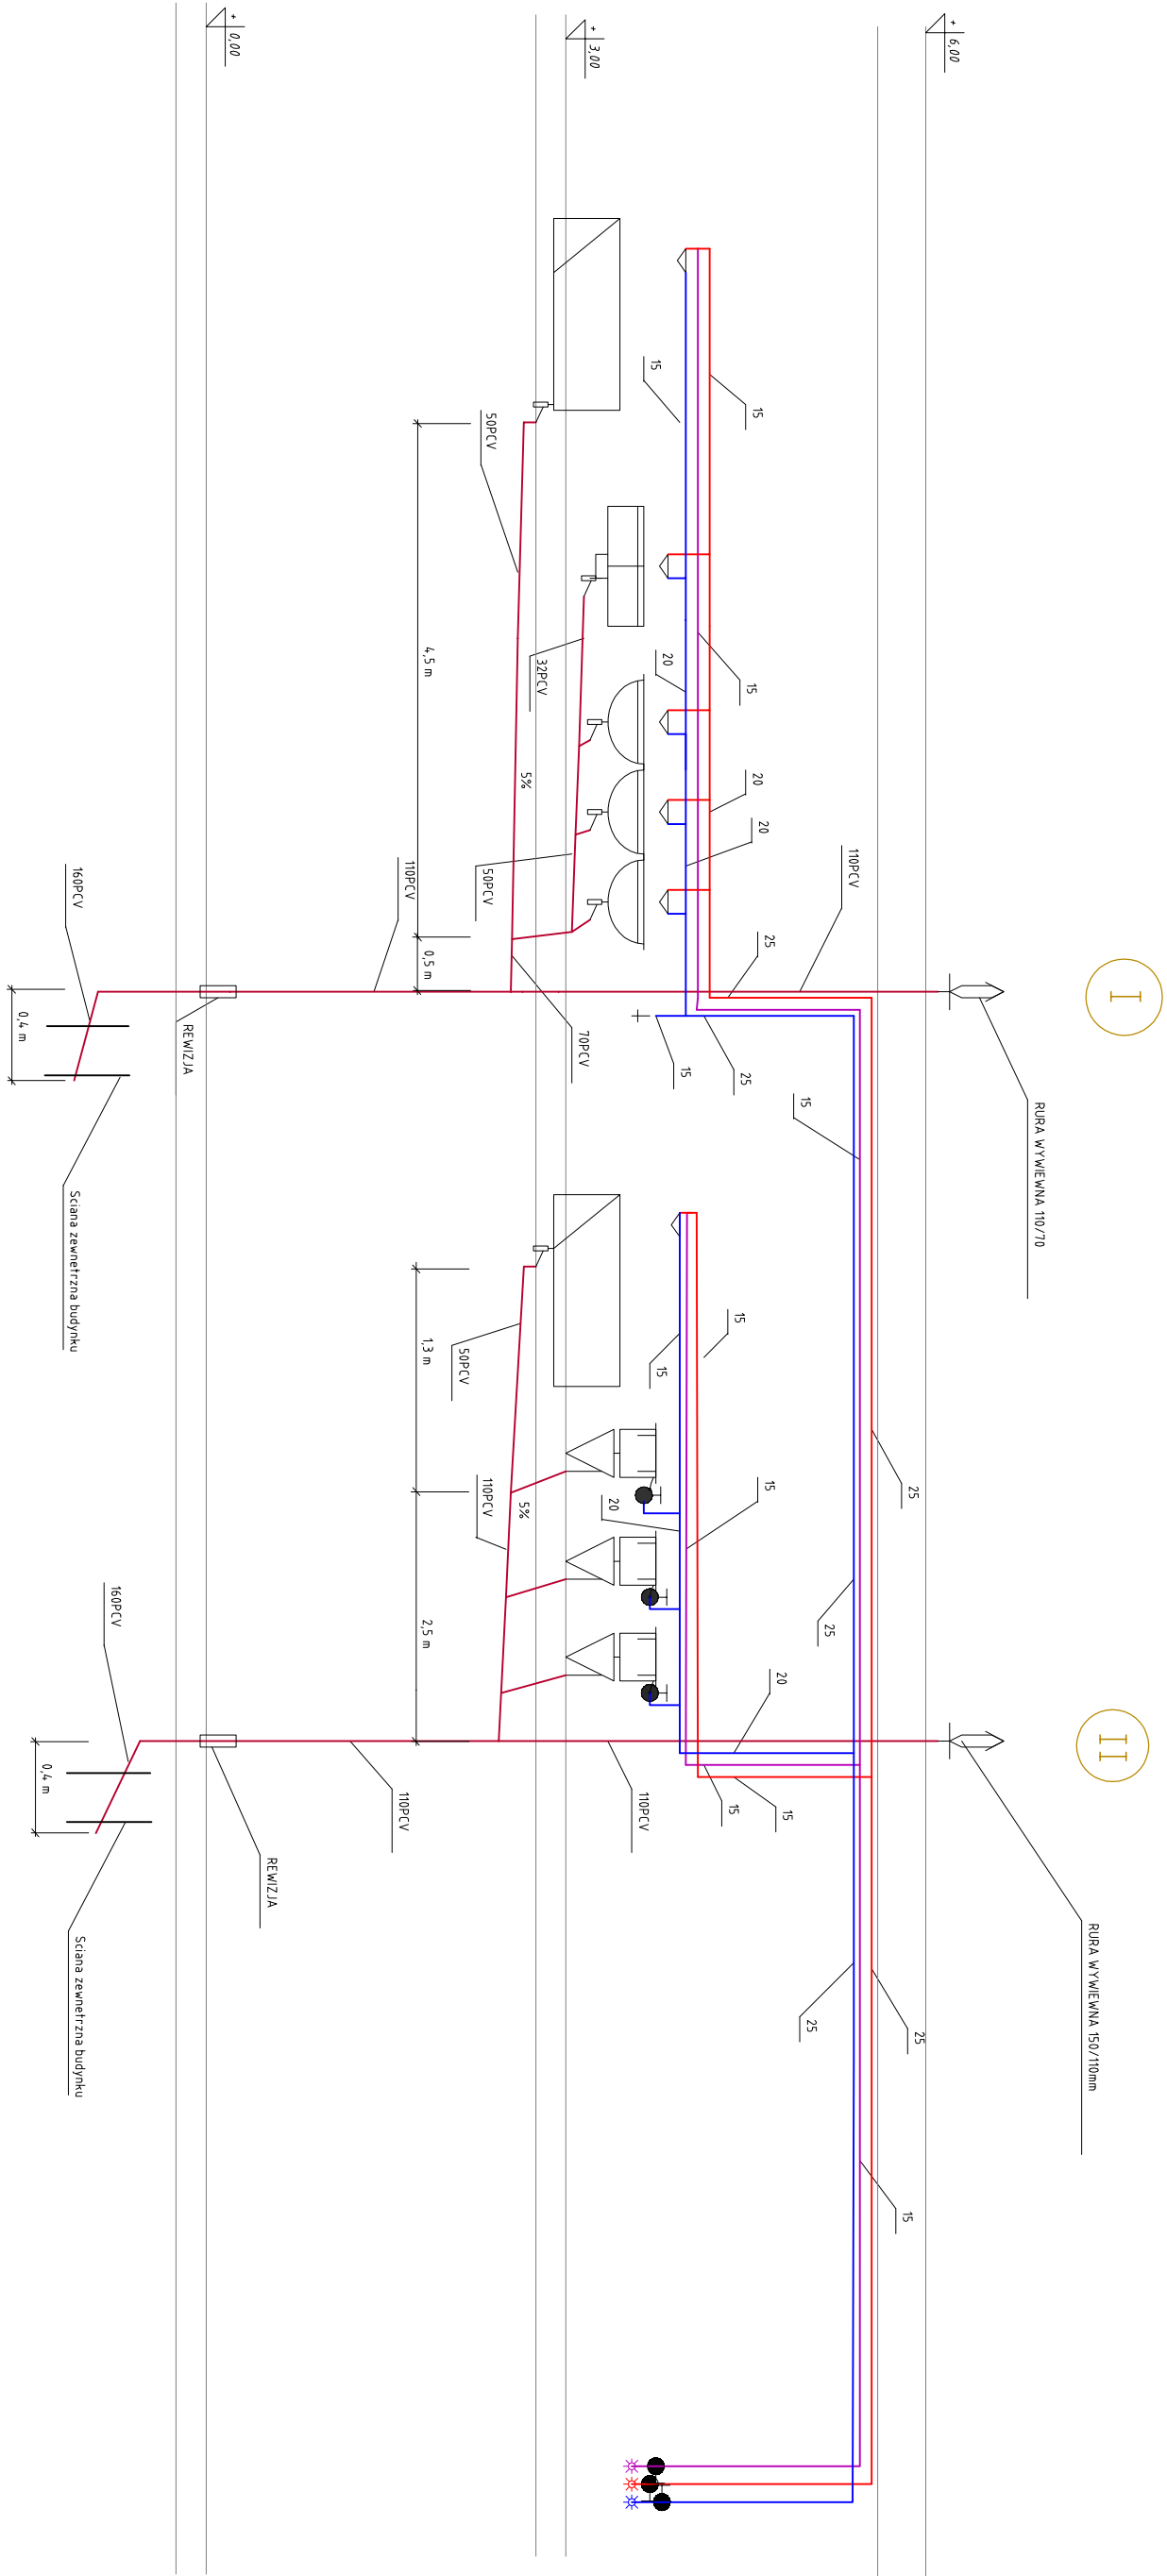 I
II
RURA WYWIEWNA 110/70
RURA WYWIEWNA 150/110mm
+ 6,00
25
25
15
110PCV
15
25
25
15
20
15
20
25
15
20
15
25
15
15
15
20
15
15
20
110PCV
+ 3,00
70PCV
32PCV
5%
5%
50PCV
50PCV
110PCV
50PCV
4,5 m
0,5 m
1,3 m
2,5 m
110PCV
110PCV
+ 0,00
REWIZJA
REWIZJA
160PCV
160PCV
Sciana zewnetrzna budynku
Sciana zewnetrzna budynku
0,4 m
0,4 m